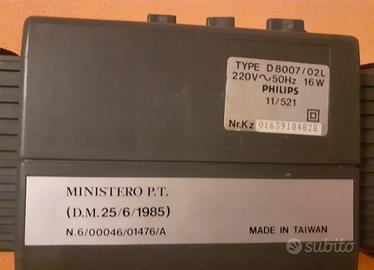 TYPE D8007/02L
220V~50Hz 16W
PHILIPS
11/521
Nr.Kz 01639184828
MINISTERO P.T.
(D.M. 25/6/1985)
N.6/00046/01476/A
MADE IN TAIWAN
subito